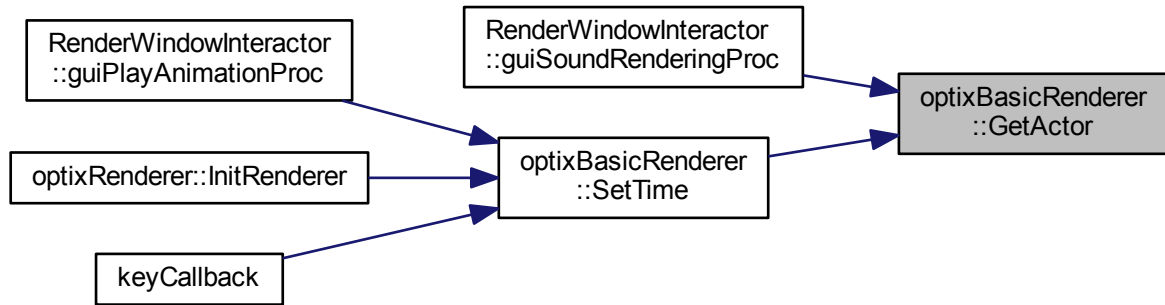 RenderWindowInteractor
::guiPlayAnimationProc
RenderWindowInteractor
::guiSoundRenderingProc
optixBasicRenderer
::GetActor
optixRenderer::InitRenderer
optixBasicRenderer
::SetTime
keyCallback